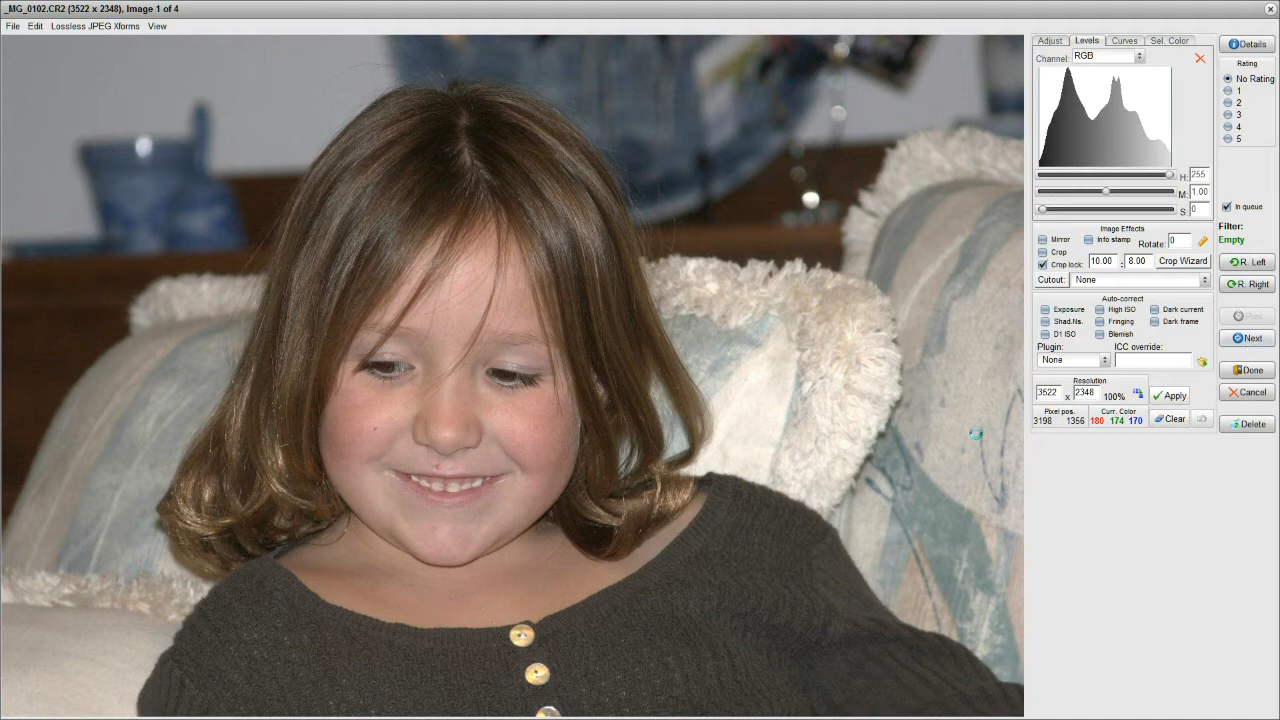 _MG_0102.CR2 (3522 x 2348), Image 1 of 4
File Edit Lossless JPEG Xforms View
Adjust Levels Curves Sel. Color
Channel: RGB
H: 255
M: 1.00
S 0
Image Effects
Mirror Info stamp Rotate 0
Crop
Crop lock: 10.00 : 8.00 Crop Wizard
Cutout: None
Auto-correct
Exposure High ISO Dark current
Shad.Ns. Fringing Dark frame
D1 ISO Blemish
Plugin: ICC override:
None
Resolution
3522 x 2348 100% Apply
Pixel pos. Curr. Color
3198 1356 180 174 170 Clear
Details
Rating
No Rating
1
2
3
4
5
In queue
Filter:
Empty
R. Left
R. Right
Prev
Next
Done
Cancel
Delete